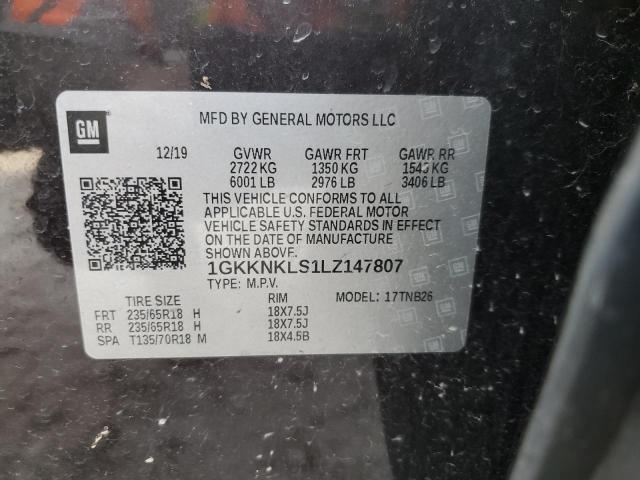 GM
MFD BY GENERAL MOTORS LLC
12/19 GVWR GAWR FRT GAWR RR
2722 KG 1350 KG 1545 KG
6001 LB 2976 LB 3406 LB
THIS VEHICLE CONFORMS TO ALL
APPLICABLE U.S. FEDERAL MOTOR
VEHICLE SAFETY STANDARDS IN EFFECT
ON THE DATE OF MANUFACTURE
SHOWN ABOVE.
1GKKNKLS1LZ147807
TYPE: M.P.V.
TIRE SIZE RIM MODEL: 17TNB26
FRT 235/65R18 H 18X7.5J
RR 235/65R18 H 18X7.5J
SPA T135/70R18 M 18X4.5B